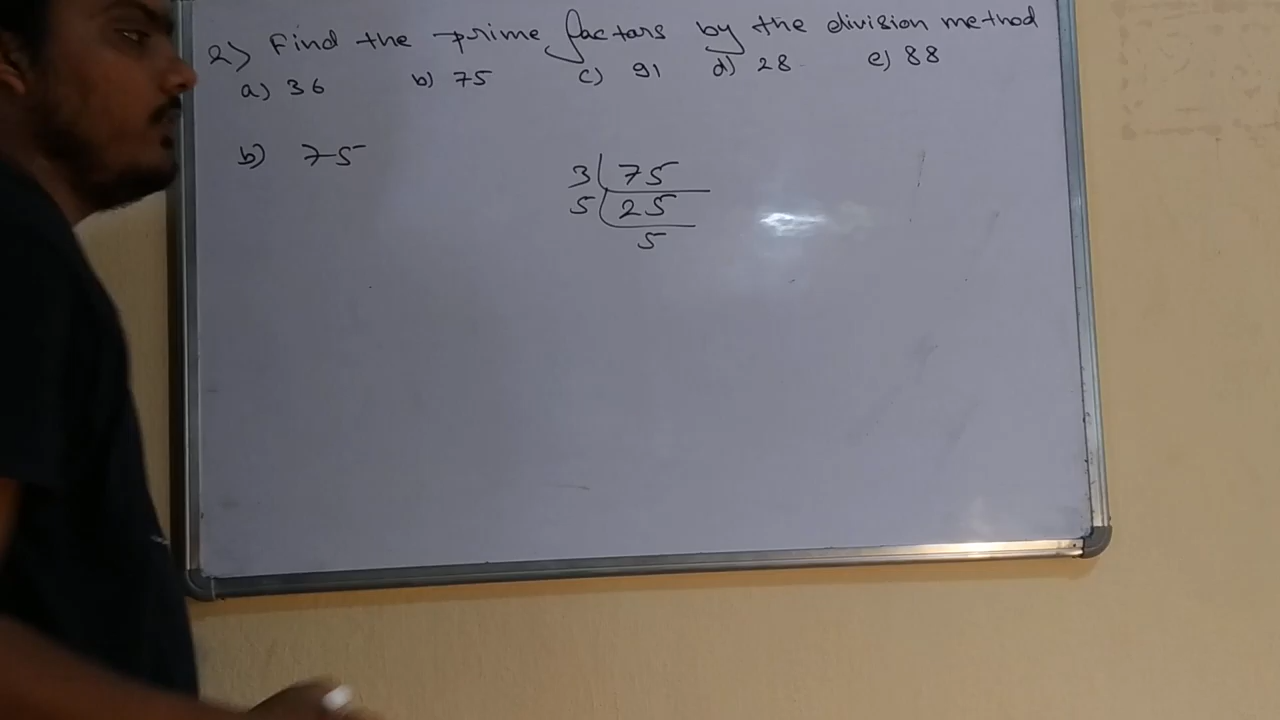 2) Find the prime factors by the division method
a) 36 b) 75 c) 91 d) 28 e) 88
b) 75
3 75
5 25
5